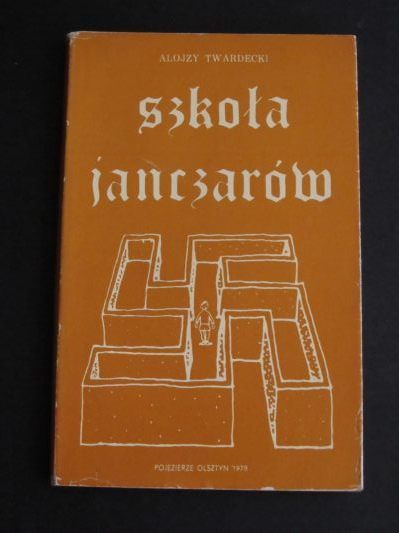 ALOJZY TWARDECKI
szkoła
janczarów
POJEZIERZE OLSZTYN 1979